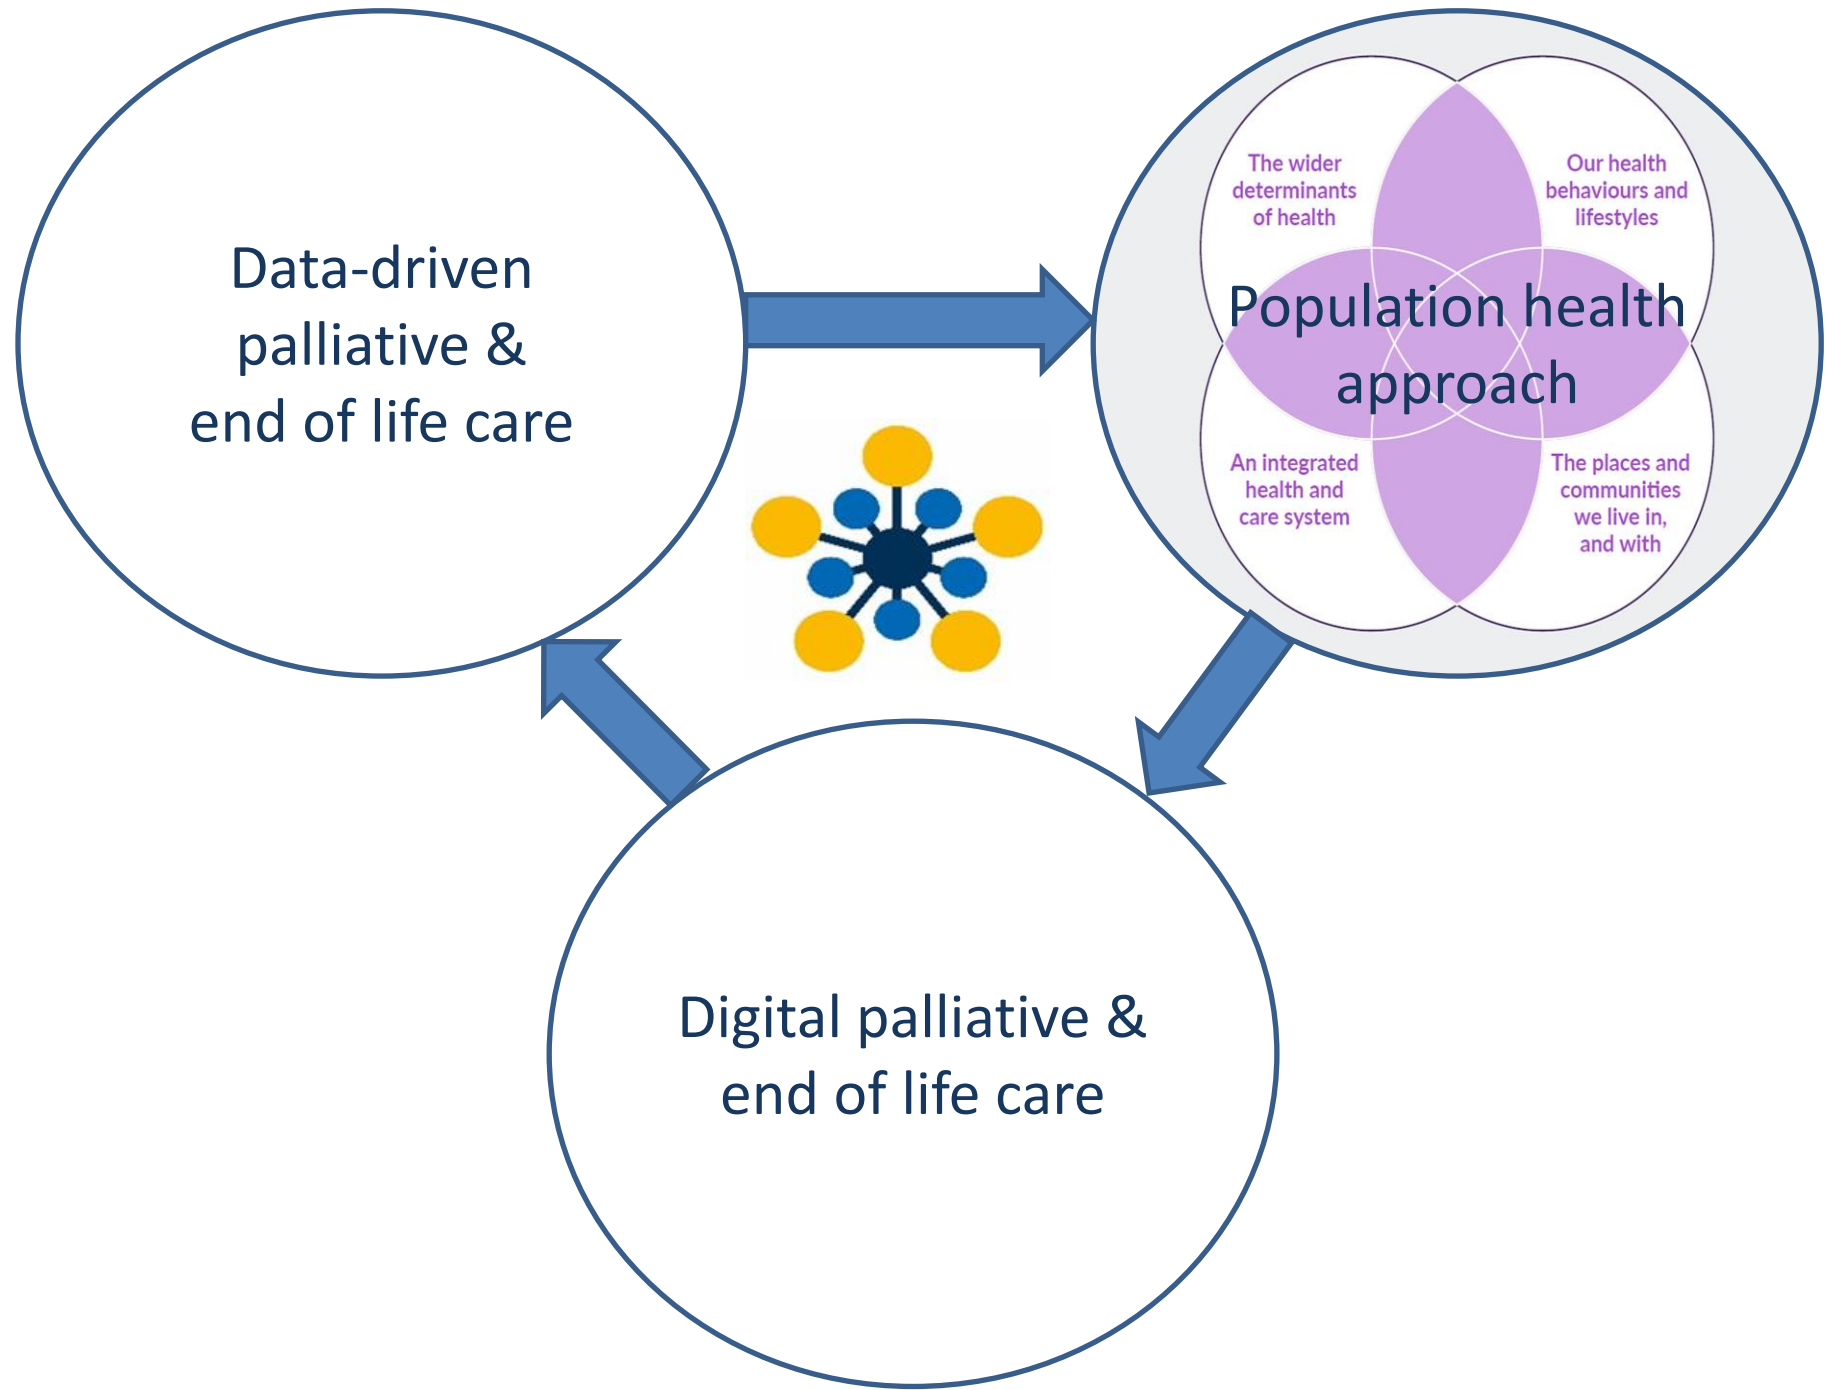 Data-driven
palliative &
end of life care
The wider
determinants
of health
Our health
behaviours and
lifestyles
Population health
approach
An integrated
health and
care system
The places and
communities
we live in,
and with
Digital palliative &
end of life care